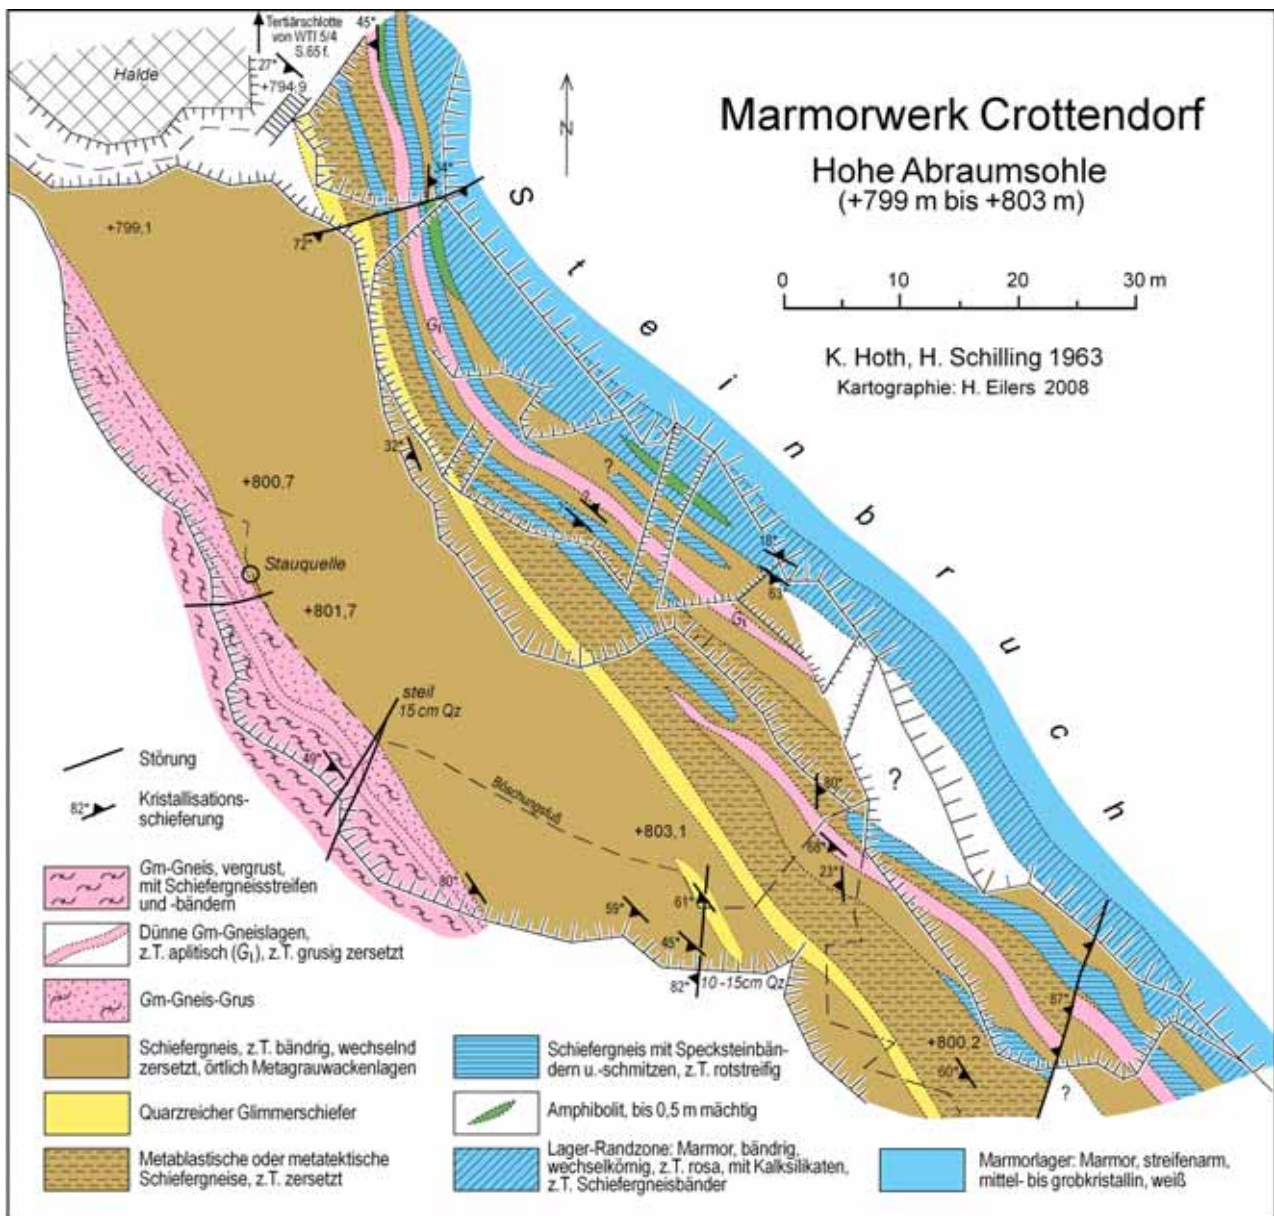 Tertiärschlotte
von WTI 5/4
S.65 f.
45°
27°
+794,9
Halde
N
Marmorwerk Crottendorf
Hohe Abraumsohle
(+799 m bis +803 m)
0 10 20 30 m
K. Hoth, H. Schilling 1963
Kartographie: H. Eilers 2008
Steinbruch
+799,1
72°
34°
Gl
32°
?
+800,7
Stauquelle
+801,7
18°
63°
Gl
steil
15 cm Qz
49°
?
80°
Böschungsfuß
+803,1
68°
23°
80°
59°
61°
45°
82°
10-15cm Qz
87°
+800,2
60°
?
Störung
82°
Kristallisations-
schieferung
Gm-Gneis, vergrust,
mit Schiefergneisstreifen
und -bändern
Dünne Gm-Gneislagen,
z.T. aplitisch (Gl), z.T. grusig zersetzt
Gm-Gneis-Grus
Schiefergneis, z.T. bändrig, wechselnd
zersetzt, örtlich Metagrauwackenlagen
Quarzreicher Glimmerschiefer
Metablastische oder metatektische
Schiefergneise, z.T. zersetzt
Schiefergneis mit Specksteinbän-
dern u.-schmitzen, z.T. rotstreifig
Amphibolit, bis 0,5 m mächtig
Lager-Randzone: Marmor, bändrig,
wechselkörnig, z.T. rosa, mit Kalksilikaten,
z.T. Schiefergneisbänder
Marmorlager: Marmor, streifenarm,
mittel- bis grobkristallin, weiß